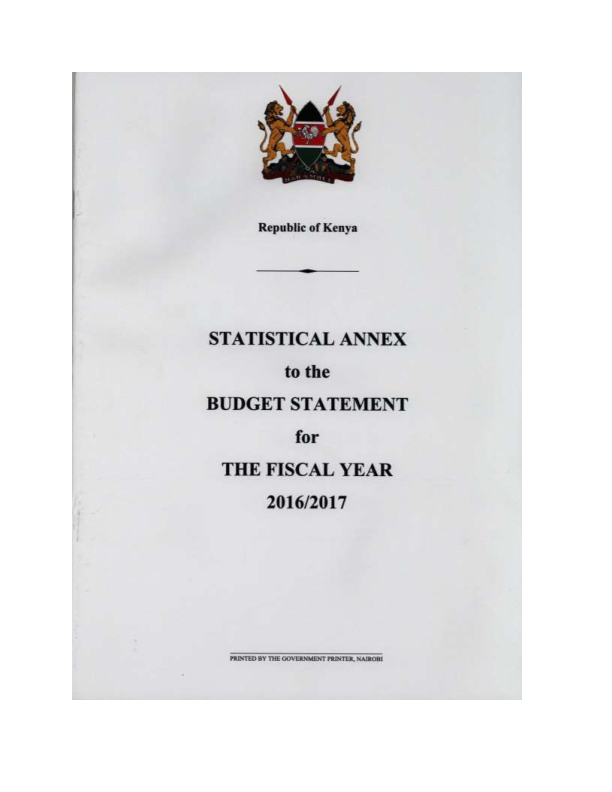 HARAMBEE
Republic of Kenya
STATISTICAL ANNEX
to the
BUDGET STATEMENT
for
THE FISCAL YEAR
2016/2017
PRINTED BY THE GOVERNMENT PRINTER, NAIROBI